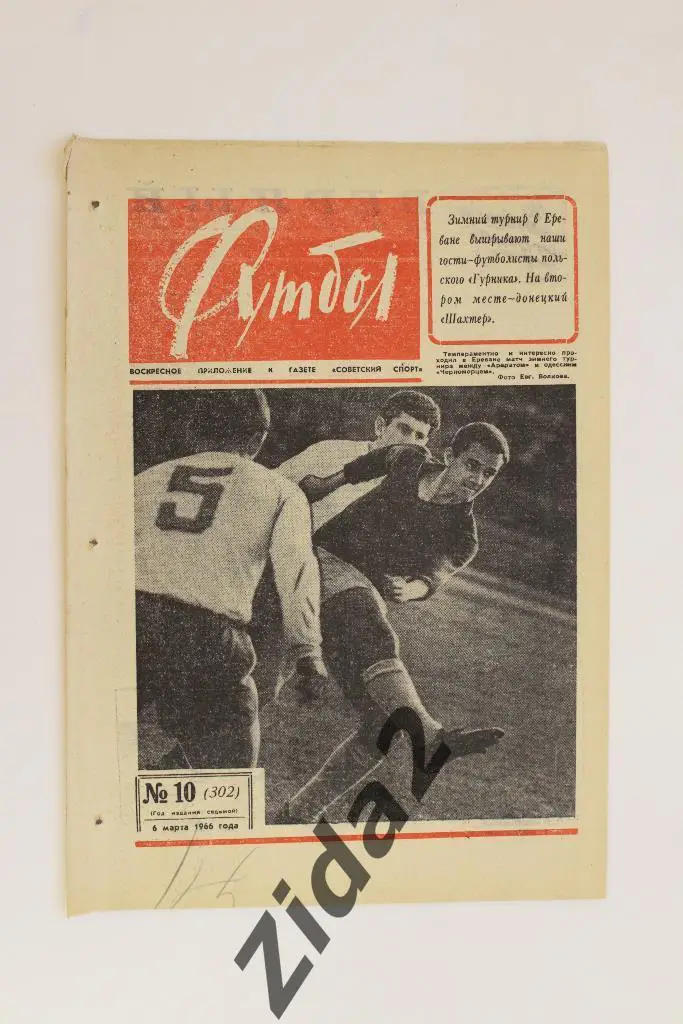 Футбол
ВОСКРЕСНОЕ ПРИЛОЖЕНИЕ К ГАЗЕТЕ «СОВЕТСКИЙ СПОРТ»
Зимний турнир в Ере-
ване выигрывают наши
гости—футболисты поль-
ского «Гурника». На вто-
ром месте—донецкий
«Шахтер».
Темпераментно и интересно про-
ходил в Ереване матч зимнего тур-
нира между «Араратом» и одесским
«Черноморцем».
Фото Евг. Волкова.
5
№ 10 (302)
(Год издания седьмой)
6 марта 1966 года
zida2